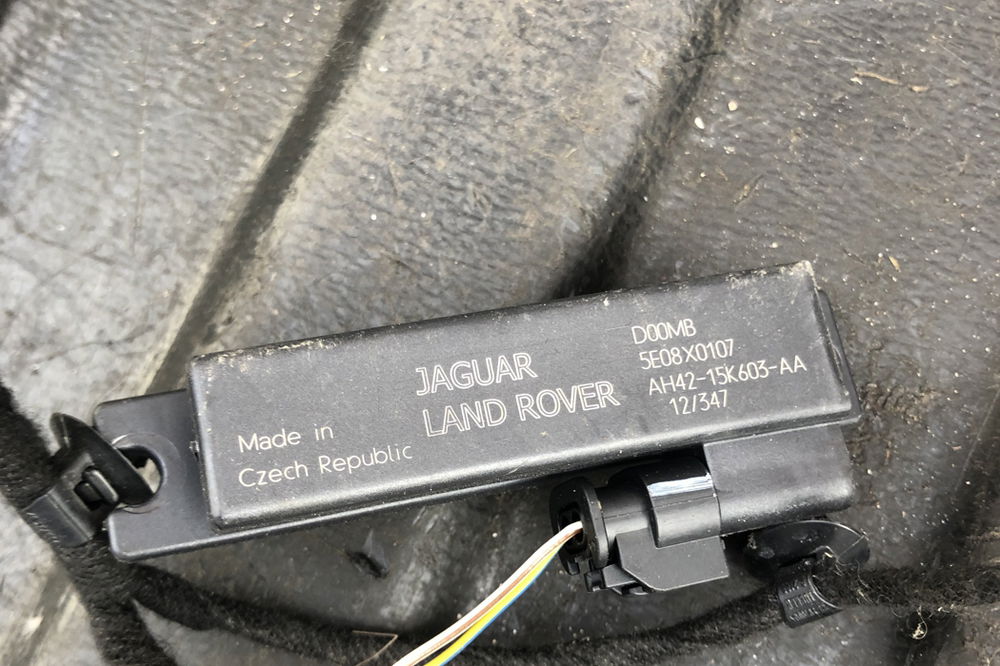 JAGUAR
LAND ROVER
Made in
Czech Republic
D00MB
5E08X0107
AH42-15K603-AA
12/347